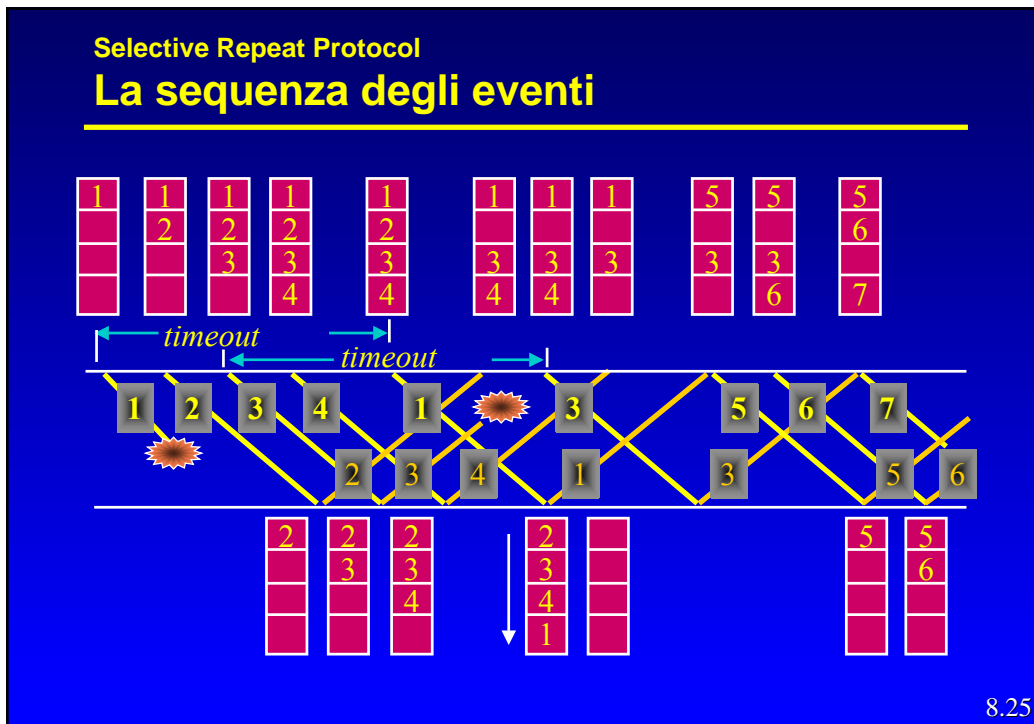 Selective Repeat Protocol
La sequenza degli eventi
1 1 1 1 1 1 1 1 5 5 5
2 2 2 2 6
3 3 3 3 3 3 3 3
4 4 4 4 6 7
timeout
timeout
1 2 3 4 1 3 5 6 7
2 3 4 1 3 5 6
2 2 2 2 5 5
3 3 3 6
4 4
1
8.25